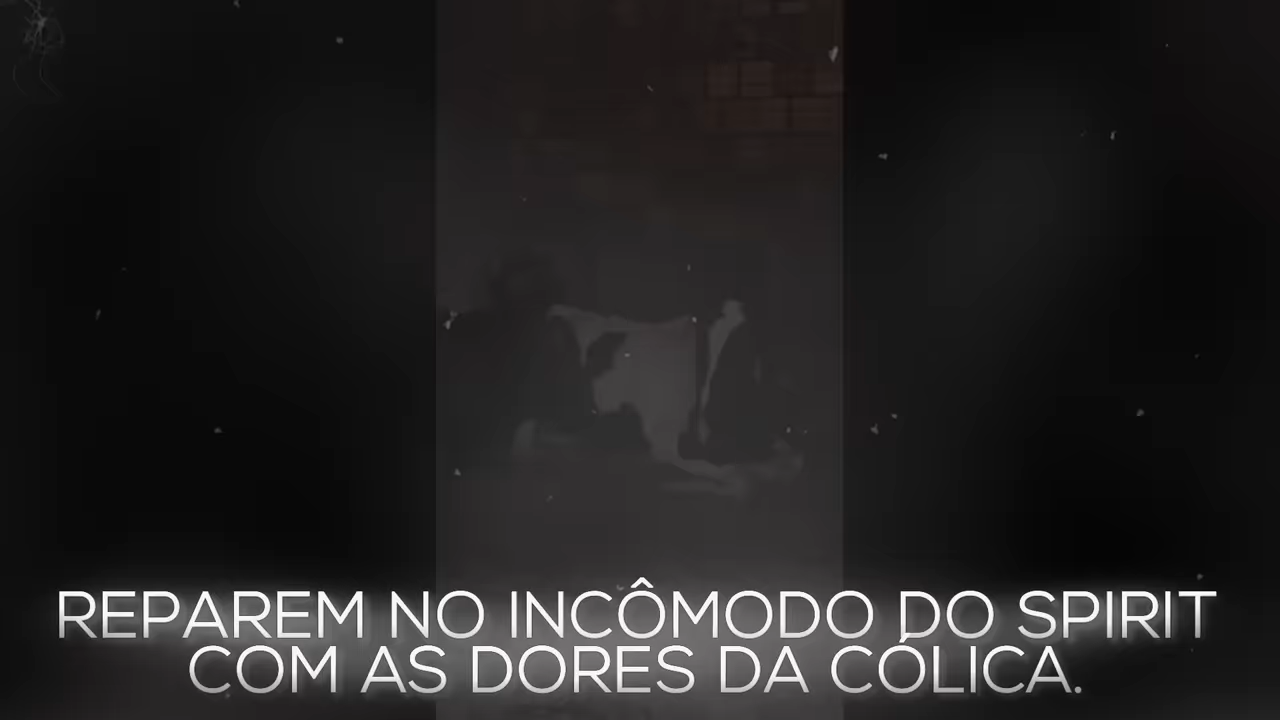 REPAREM NO INCÔMODO DO SPIRIT
COM AS DORES DA CÓLICA.